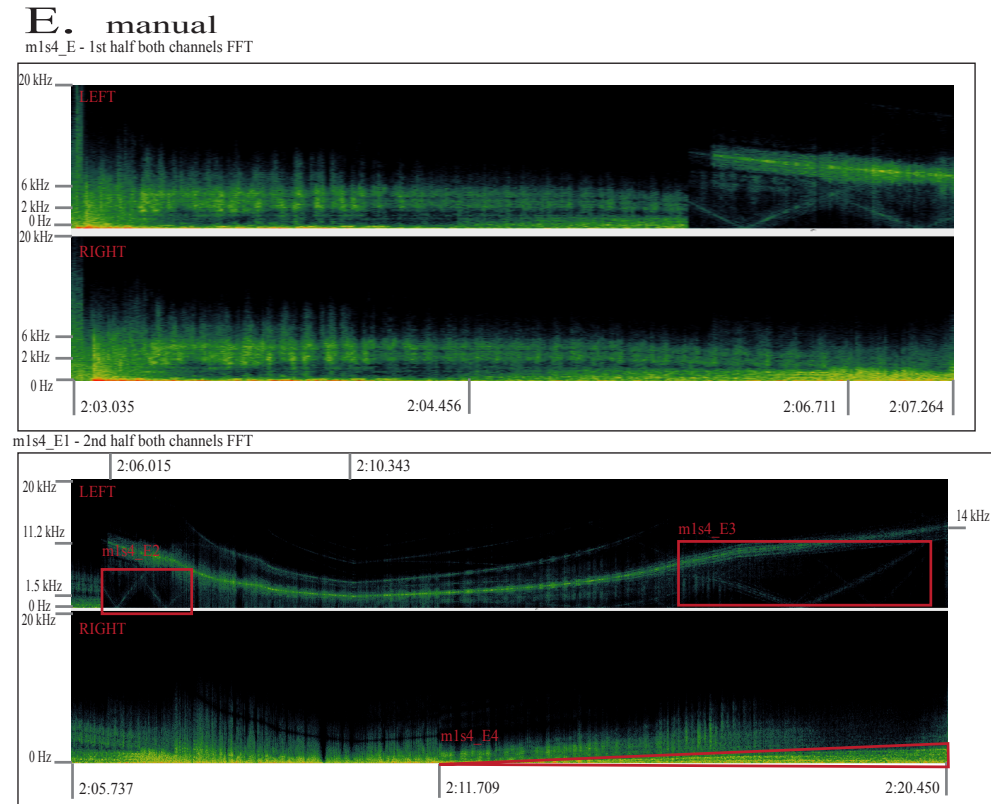 E. manual
m1s4_E - 1st half both channels FFT
20 kHz
LEFT
6 kHz
2 kHz
0 Hz
20 kHz
RIGHT
6 kHz
2 kHz
0 Hz
2:03.035 2:04.456 2:06.711 2:07.264
m1s4_E1 - 2nd half both channels FFT
2:06.015 2:10.343
20 kHz
LEFT
14 kHz
11.2 kHz
m1s4_E3
m1s4_E2
1.5 kHz
0 Hz
20 kHz
RIGHT
m1s4_E4
0 Hz
2:05.737 2:11.709 2:20.450